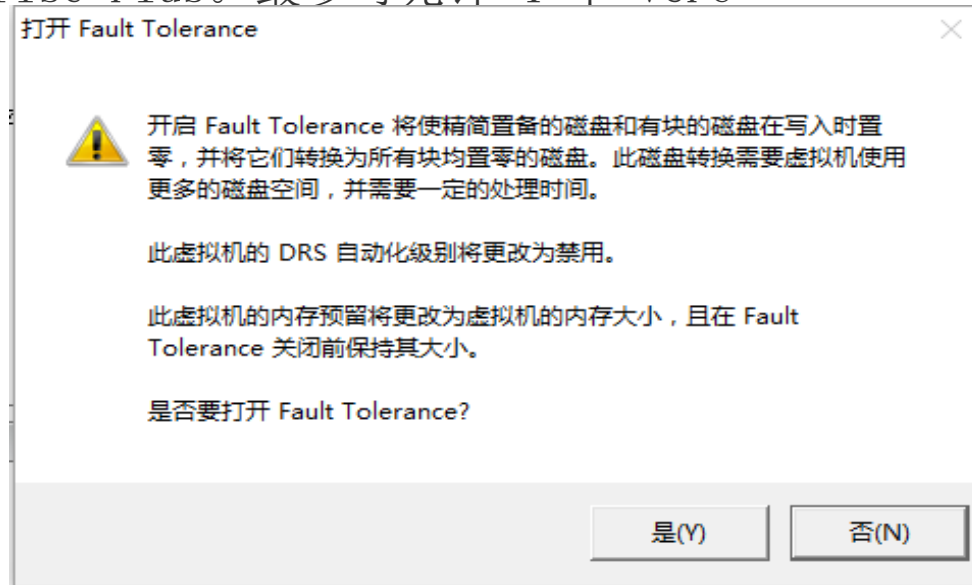 打开 Fault Tolerance
开启 Fault Tolerance 将使精简置备的磁盘和有块的磁盘在写入时置
零，并将它们转换为所有块均置零的磁盘。此磁盘转换需要虚拟机使用
更多的磁盘空间，并需要一定的处理时间。
此虚拟机的 DRS 自动化级别将更改为禁用。
此虚拟机的内存预留将更改为虚拟机的内存大小，且在 Fault
Tolerance 关闭前保持其大小。
是否要打开 Fault Tolerance?
是(Y)
否(N)